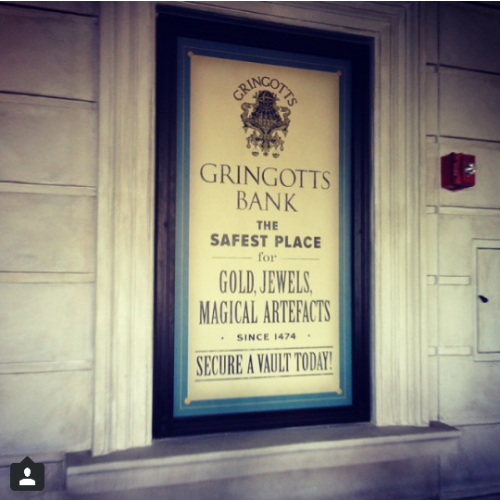 GRINGOTTS
GRINGOTTS
BANK
THE
SAFEST PLACE
for
GOLD, JEWELS,
MAGICAL ARTEFACTS
· SINCE 1474 ·
SECURE A VAULT TODAY!